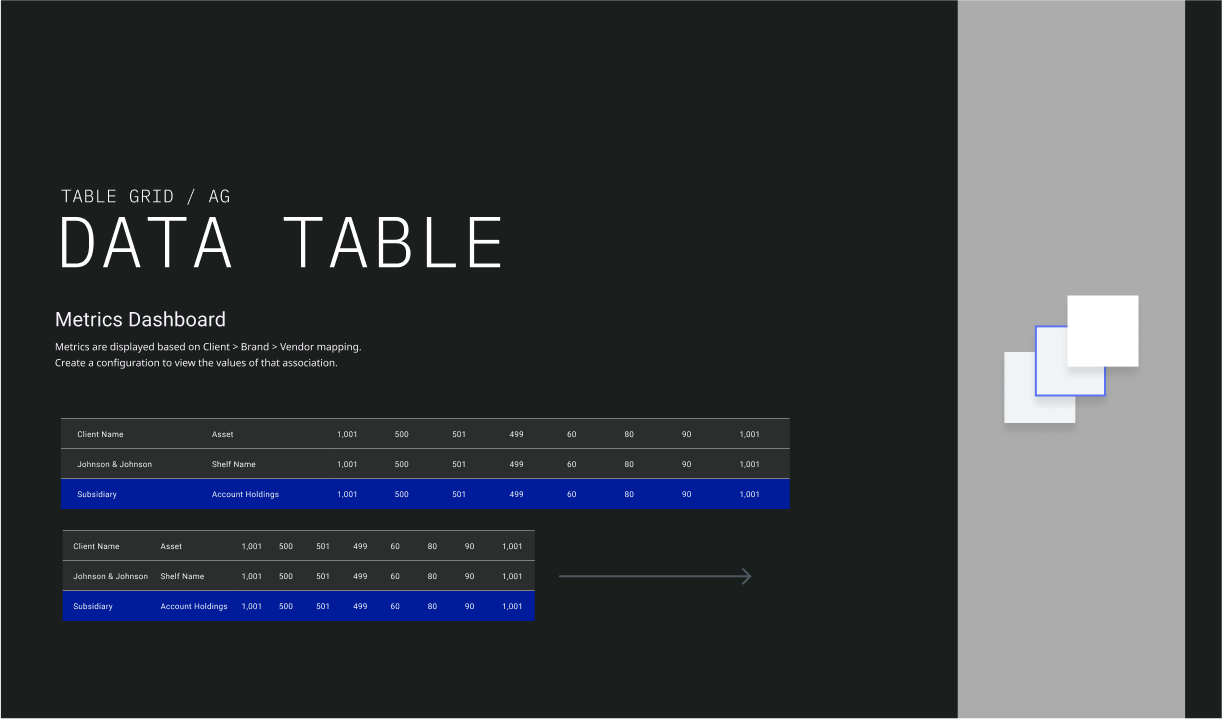 TABLE GRID / AG
DATA TABLE
Metrics Dashboard
Metrics are displayed based on Client > Brand > Vendor mapping.
Create a configuration to view the values of that association.
Client Name Asset 1,001 500 501 499 60 80 90 1,001
Johnson & Johnson Shelf Name 1,001 500 501 499 60 80 90 1,001
Subsidiary Account Holdings 1,001 500 501 499 60 80 90 1,001
Client Name Asset 1,001 500 501 499 60 80 90 1,001
Johnson & Johnson Shelf Name 1,001 500 501 499 60 80 90 1,001
Subsidiary Account Holdings 1,001 500 501 499 60 80 90 1,001